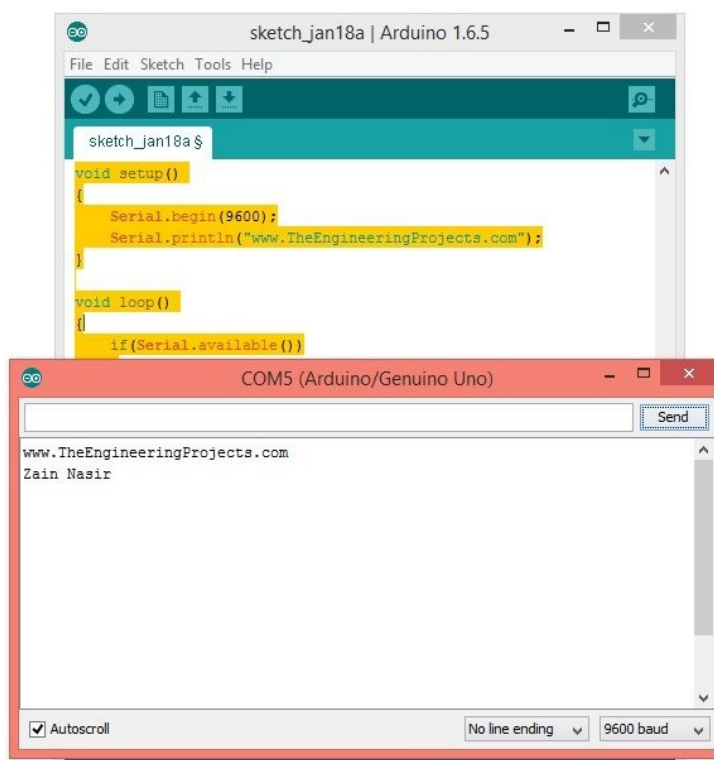 sketch_jan18a | Arduino 1.6.5
File Edit Sketch Tools Help
sketch_jan18a §
void setup()
{
Serial.begin(9600);
Serial.println("www.TheEngineeringProjects.com");
}
void loop()
{
if(Serial.available())
COM5 (Arduino/Genuino Uno)
Send
www.TheEngineeringProjects.com
Zain Nasir
Autoscroll
No line ending
9600 baud